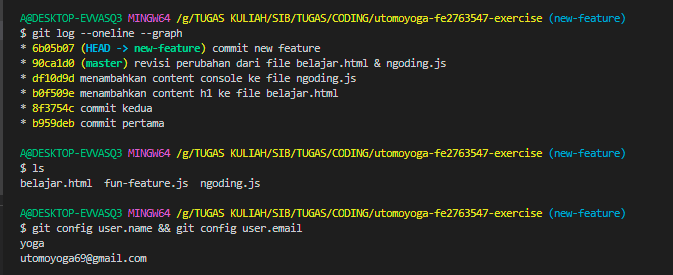 A@DESKTOP-EVVASQ3 MINGW64 /g/TUGAS KULIAH/SIB/TUGAS/CODING/utomoyoga-fe2763547-exercise (new-feature)
$ git log --oneline --graph
* 6b05b07 (HEAD -> new-feature) commit new feature
* 90ca1d0 (master) revisi perubahan dari file belajar.html & ngoding.js
* df10d9d menambahkan content console ke file ngoding.js
* b0f509e menambahkan content h1 ke file belajar.html
* 8f3754c commit kedua
* b959deb commit pertama
A@DESKTOP-EVVASQ3 MINGW64 /g/TUGAS KULIAH/SIB/TUGAS/CODING/utomoyoga-fe2763547-exercise (new-feature)
$ ls
belajar.html  fun-feature.js  ngoding.js
A@DESKTOP-EVVASQ3 MINGW64 /g/TUGAS KULIAH/SIB/TUGAS/CODING/utomoyoga-fe2763547-exercise (new-feature)
$ git config user.name && git config user.email
yoga
utomoyoga69@gmail.com